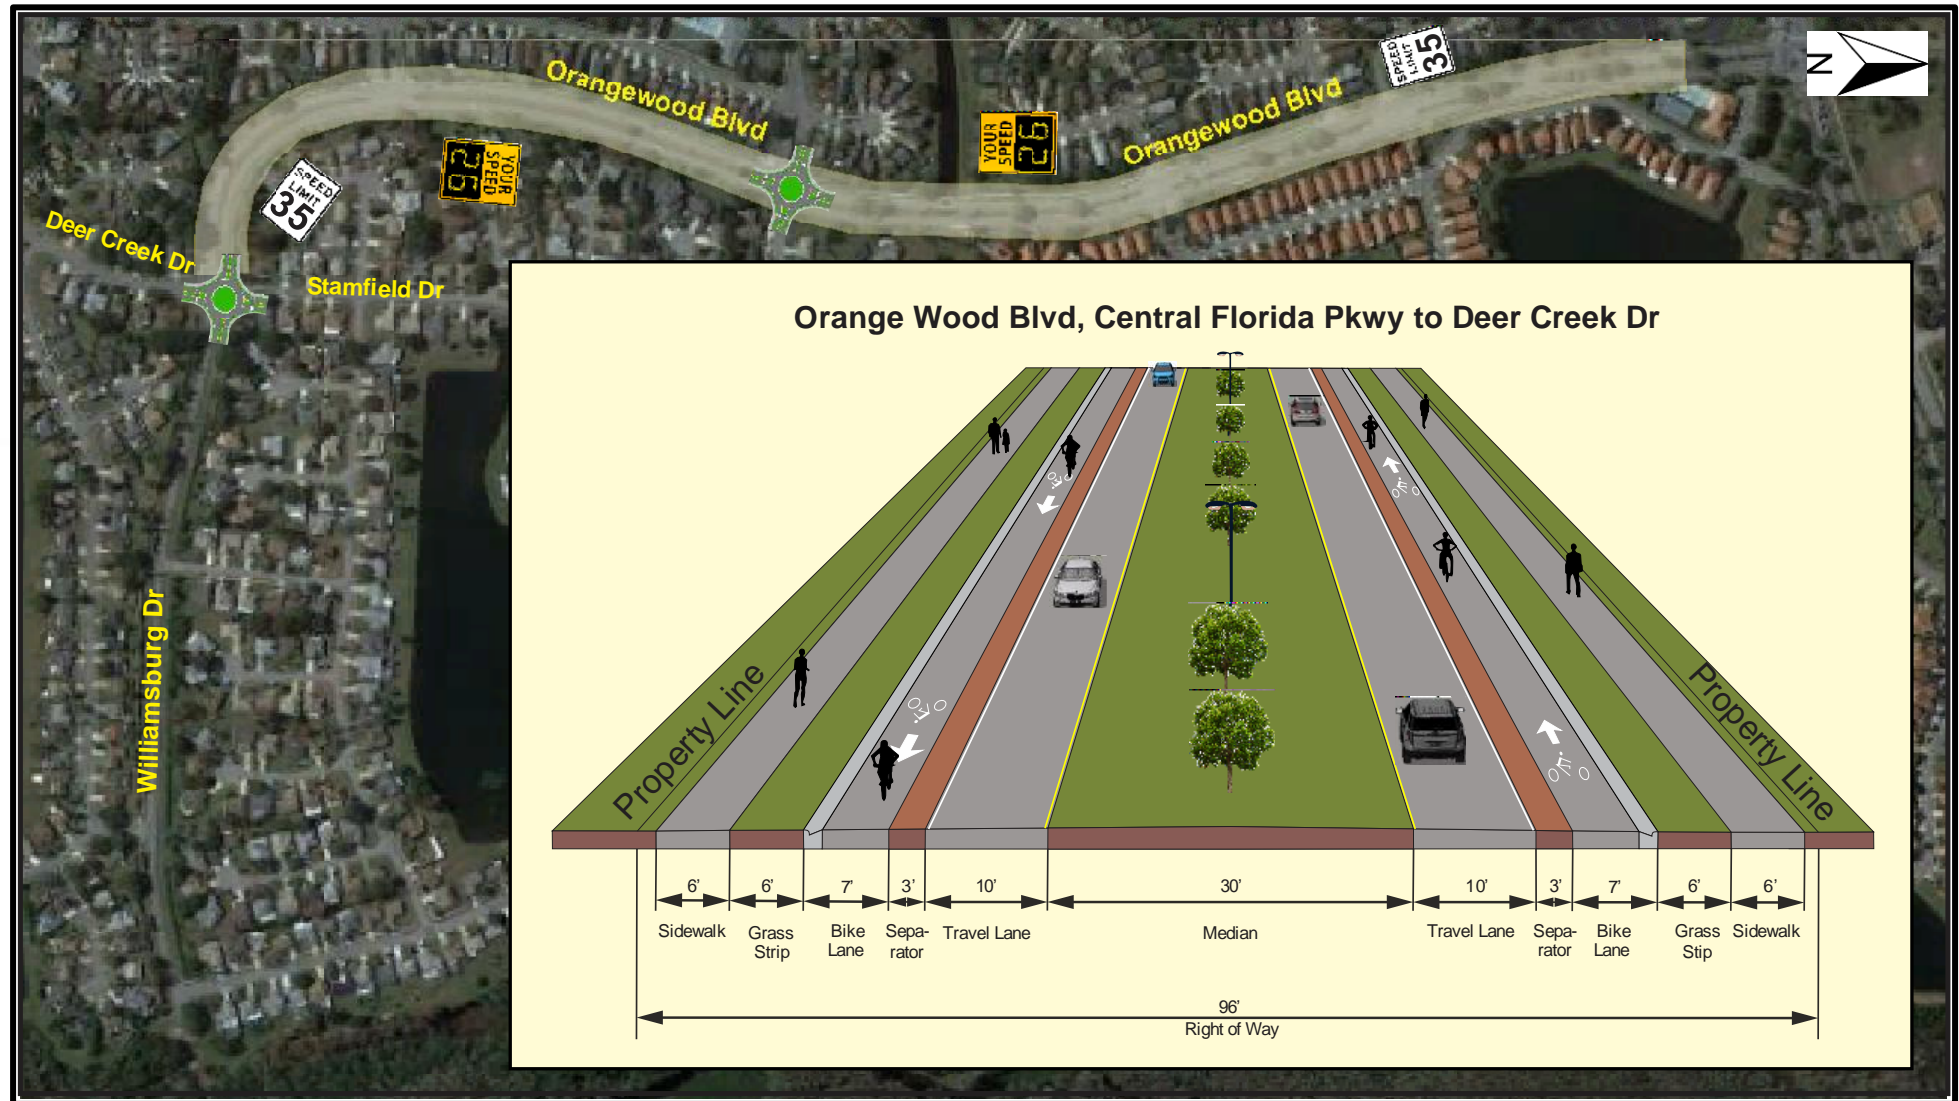 Orangewood Blvd
SPEED
LIMIT
35
N
YOUR
SPEED
26
Orangewood Blvd
YOUR
SPEED
26
SPEED
LIMIT
35
Deer Creek Dr
Stamfield Dr
Williamsburg Dr
Orange Wood Blvd, Central Florida Pkwy to Deer Creek Dr
Property Line
Property Line
6' 6' 7' 3' 10' 30' 10' 3' 7' 6' 6'
Sidewalk Grass Bike Sepa- Travel Lane Median Travel Lane Sepa- Bike Grass Sidewalk
Strip Lane rator rator Lane Stip
96'
Right of Way